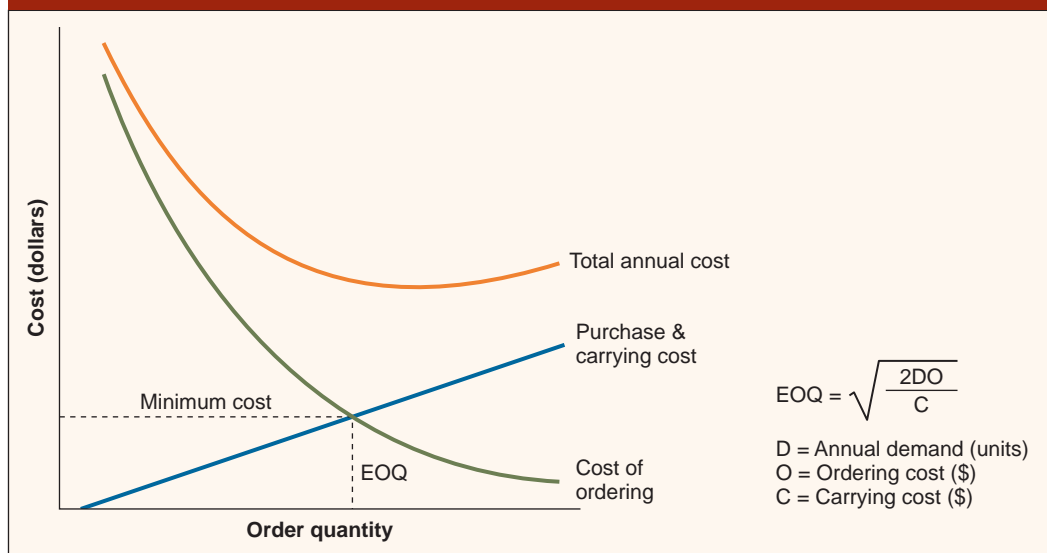 Cost (dollars)
Total annual cost
Purchase &
carrying cost
Minimum cost
EOQ
Cost of
ordering
Order quantity
EOQ = √2DO
C
D = Annual demand (units)
O = Ordering cost ($)
C = Carrying cost ($)